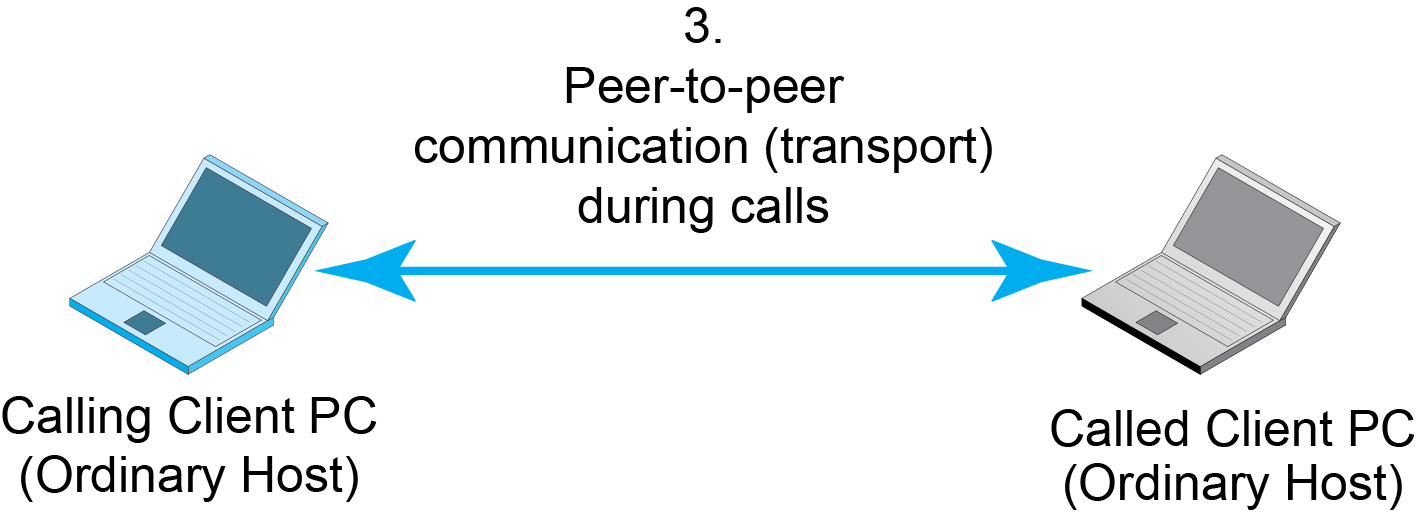 3.
Peer-to-peer
communication (transport)
during calls
Calling Client PC
(Ordinary Host)
Called Client PC
(Ordinary Host)